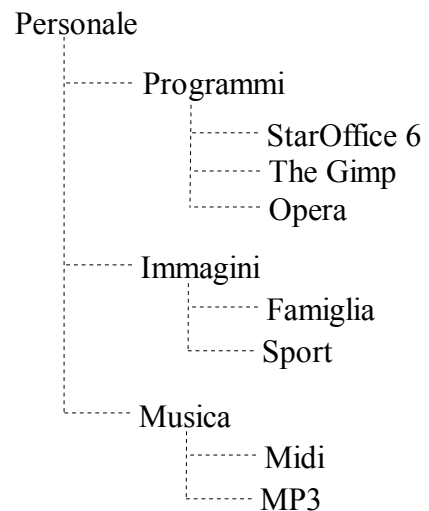 Personale
Programmi
StarOffice 6
The Gimp
Opera
Immagini
Famiglia
Sport
Musica
Midi
MP3